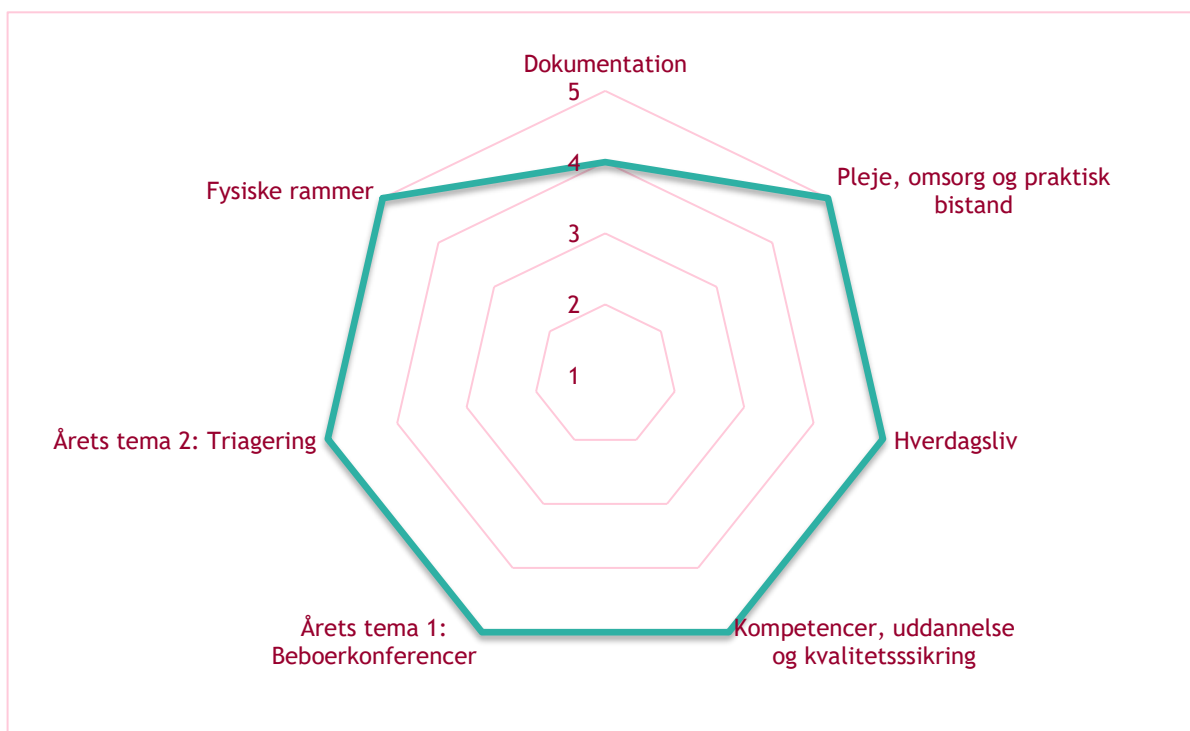 Dokumentation
5
4
3
2
1
Pleje, omsorg og praktisk
bistand
Hverdagsliv
Kompetencer, uddannelse
og kvalitetsssikring
Årets tema 1:
Beboerkonferencer
Årets tema 2: Triagering
Fysiske rammer